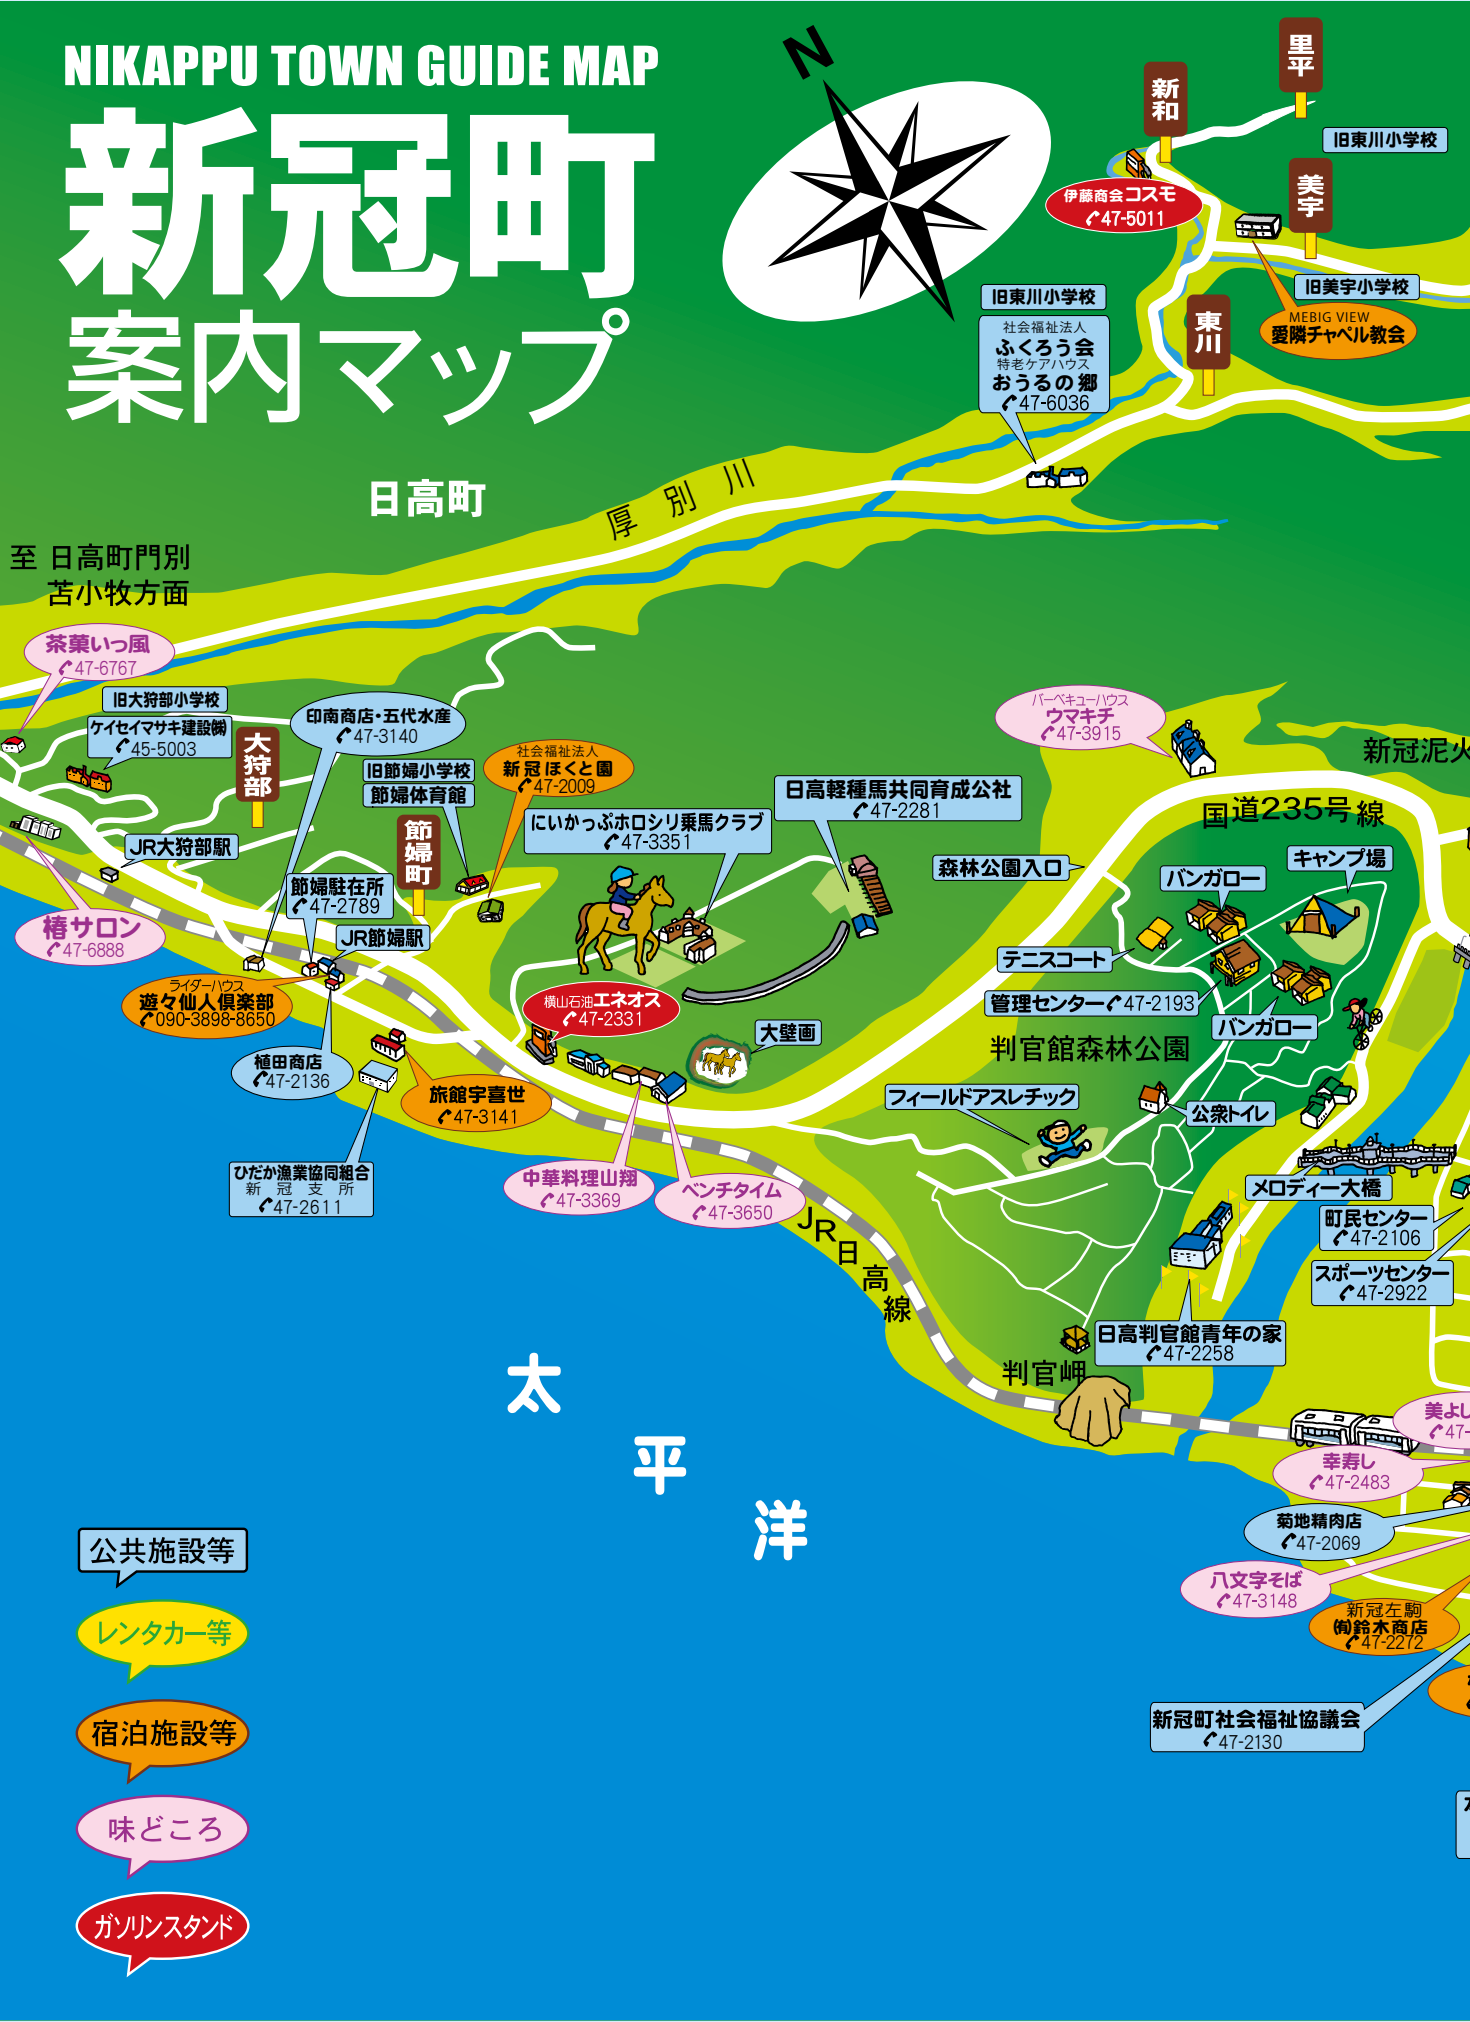 NIKAPPU TOWN GUIDE MAP
新冠町
案内マップ
N
里平
新和
旧東川小学校
伊藤商会コスモ
47-5011
美宇
旧美宇小学校
MEBIG VIEW
愛隣チャペル教会
東川
旧東川小学校
社会福祉法人
ふくろう会
特老ケアハウス
おうるの郷
47-6036
日高町
厚別川
至 日高町門別
苫小牧方面
茶菓いっ風
47-6767
旧大狩部小学校
ケイセイマサキ建設㈱
45-5003
大狩部
印南商店・五代水産
47-3140
旧節婦小学校
節婦体育館
社会福祉法人
新冠ほくと園
47-2009
節婦町
にいかっぷホロシリ乗馬クラブ
47-3351
日高軽種馬共同育成公社
47-2281
バーベキューハウス
ウマキチ
47-3915
新冠泥火
国道235号線
JR大狩部駅
椿サロン
47-6888
節婦駐在所
47-2789
JR節婦駅
ライダーハウス
遊々仙人倶楽部
090-3898-8650
植田商店
47-2136
旅館宇喜世
47-3141
ひだか漁業協同組合
新冠支所
47-2611
横山石油エネオス
47-2331
大壁画
中華料理山翔
47-3369
ベンチタイム
47-3650
JR日高線
森林公園入口
バンガロー
キャンプ場
テニスコート
管理センター 47-2193
バンガロー
判官館森林公園
フィールドアスレチック
公衆トイレ
メロディー大橋
町民センター
47-2106
スポーツセンター
47-2922
日高判官館青年の家
47-2258
判官岬
美よし
47-
幸寿し
47-2483
菊地精肉店
47-2069
八文字そば
47-3148
新冠左駒
㈲鈴木商店
47-2272
新冠町社会福祉協議会
47-2130
太平洋
公共施設等
レンタカー等
宿泊施設等
味どころ
ガソリンスタンド